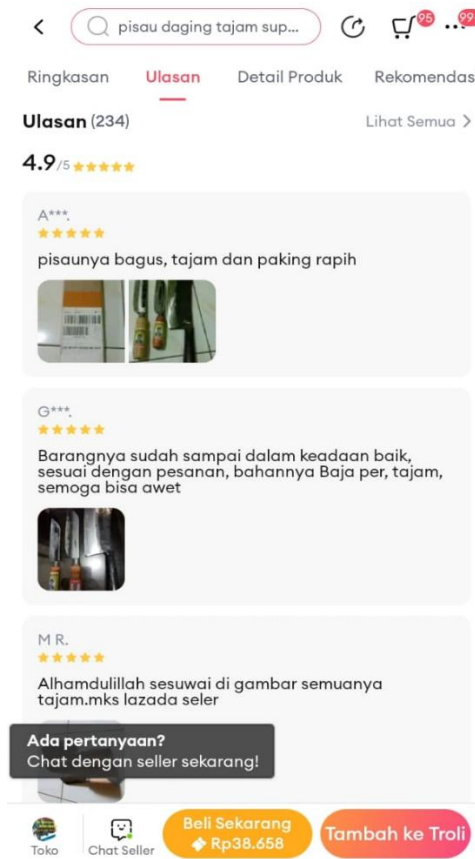 pisau daging tajam sup...
95
99
Ringkasan Ulasan Detail Produk Rekomendas
Ulasan (234) Lihat Semua >
4.9/5
A***.
pisaunya bagus, tajam dan paking rapih
G***.
Barangnya sudah sampai dalam keadaan baik,
sesuai dengan pesanan, bahannya Baja per, tajam,
semoga bisa awet
M R.
Alhamdulillah sesuwai di gambar semuanya
tajam.mks lazada seler
Ada pertanyaan?
Chat dengan seller sekarang!
Toko
Chat Seller
Beli Sekarang
Rp38.658
Tambah ke Troli